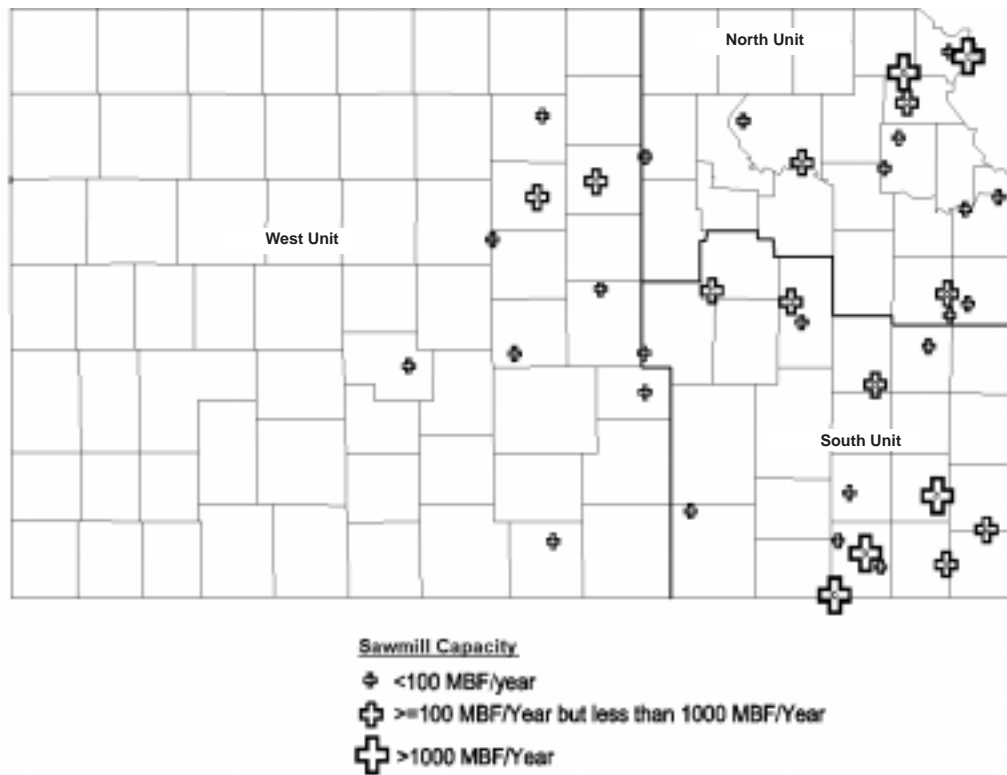 North Unit
West Unit
South Unit
Sawmill Capacity
<100 MBF/year
>=100 MBF/Year but less than 1000 MBF/Year
>1000 MBF/Year